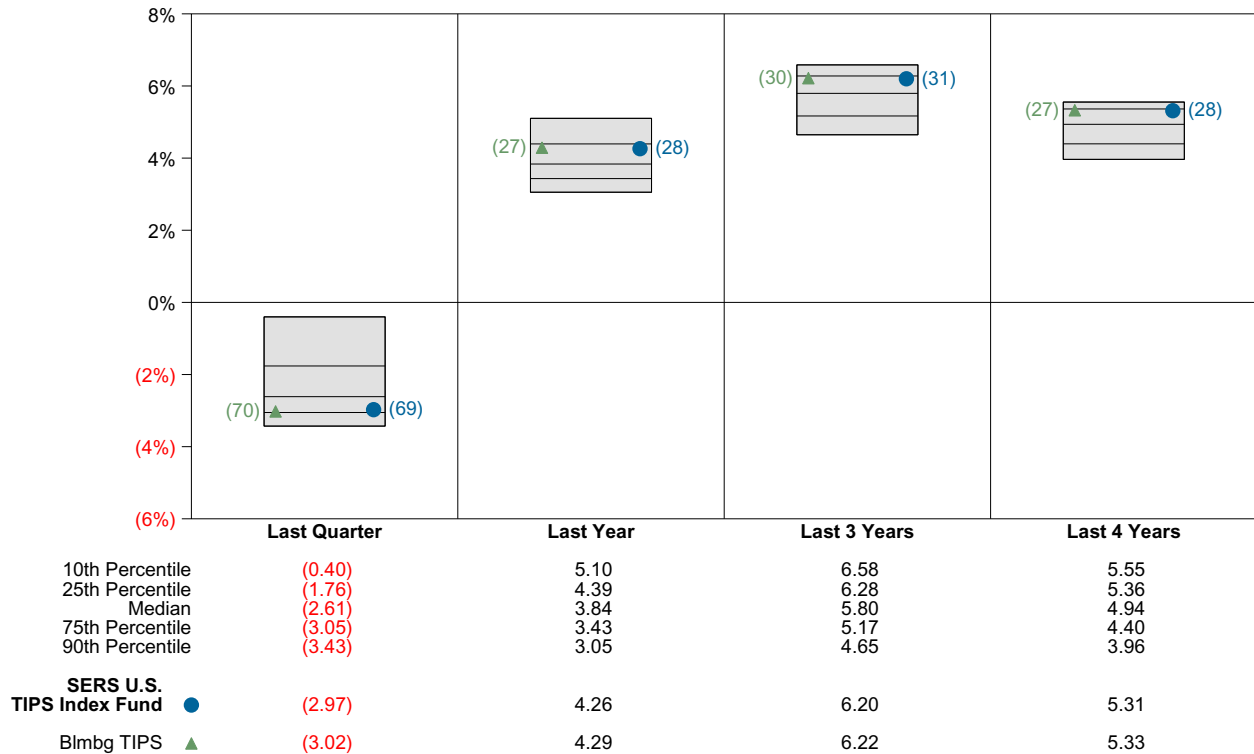 8%
6%
4%
2%
0%
(2%)
(4%)
(6%)
(70) (69)
(27) (28)
(30) (31)
(27) (28)
Last Quarter Last Year Last 3 Years Last 4 Years
10th Percentile (0.40) 5.10 6.58 5.55
25th Percentile (1.76) 4.39 6.28 5.36
Median (2.61) 3.84 5.80 4.94
75th Percentile (3.05) 3.43 5.17 4.40
90th Percentile (3.43) 3.05 4.65 3.96
SERS U.S.
TIPS Index Fund (2.97) 4.26 6.20 5.31
Blmbg TIPS (3.02) 4.29 6.22 5.33